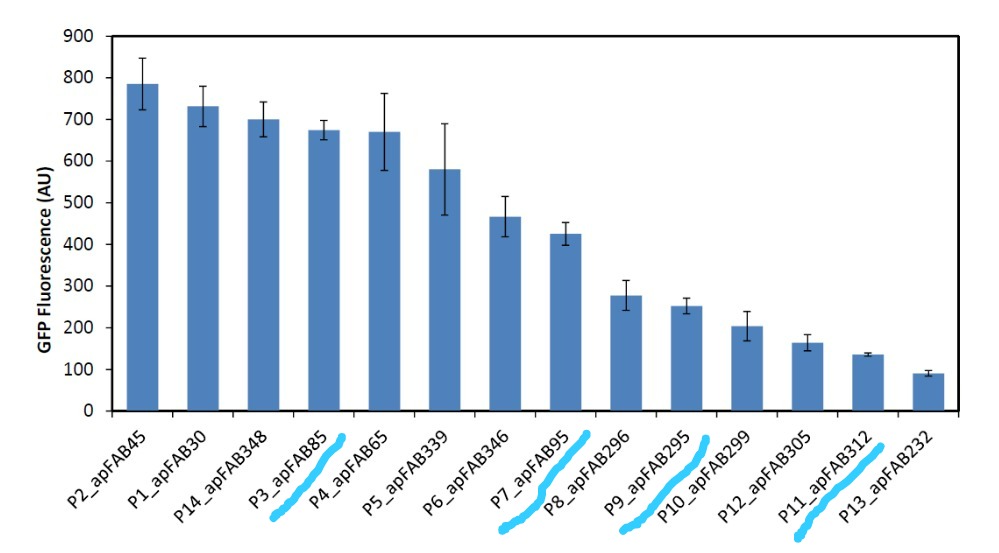 900
800
700
600
500
400
300
200
100
0
GFP Fluorescence (AU)
P2_apFAB45
P1_apFAB30
P14_apFAB348
P3_apFAB85
P4_apFAB65
P5_apFAB339
P6_apFAB346
P7_apFAB95
P8_apFAB296
P9_apFAB295
P10_apFAB299
P12_apFAB305
P11_apFAB312
P13_apFAB232